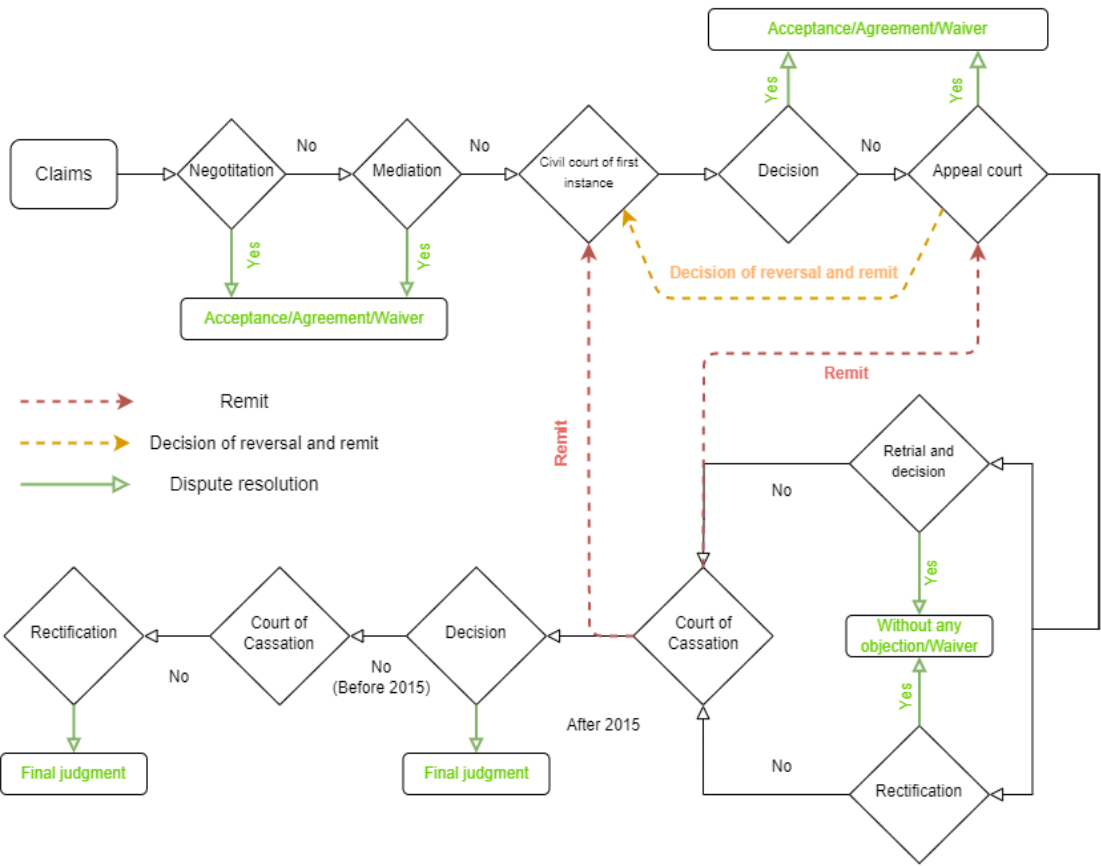 Acceptance/Agreement/Waiver
Yes
Yes
Claims
Negotitation
No
Mediation
No
Civil court of first
instance
Decision
No
Appeal court
Yes
Yes
Decision of reversal and remit
Acceptance/Agreement/Waiver
Remit
Remit
Decision of reversal and remit
Dispute resolution
Remit
Retrial and
decision
No
Yes
Without any
objection/Waiver
Yes
Rectification
No
Court of
Cassation
After 2015
Decision
No
(Before 2015)
Court of
Cassation
No
Rectification
Final judgment
Final judgment